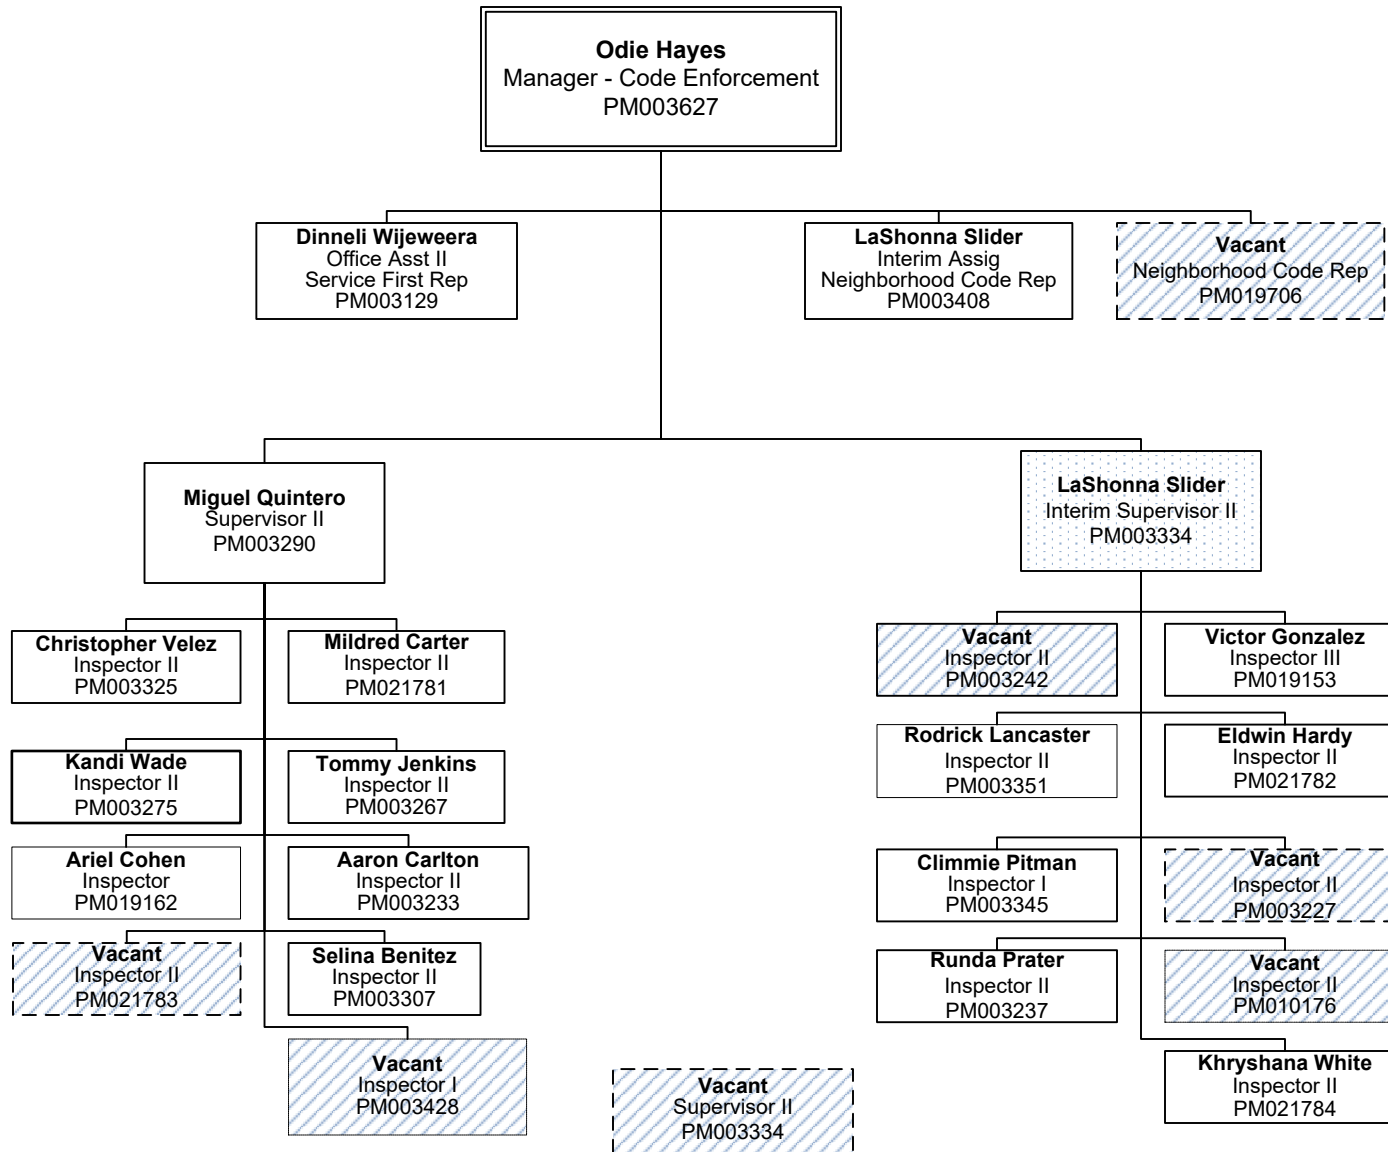 Odie Hayes
Manager - Code Enforcement
PM003627
Dinneli Wijeweera
Office Asst II
Service First Rep
PM003129
LaShonna Slider
Interim Assig
Neighborhood Code Rep
PM003408
Vacant
Neighborhood Code Rep
PM019706
Miguel Quintero
Supervisor II
PM003290
LaShonna Slider
Interim Supervisor II
PM003334
Christopher Velez
Inspector II
PM003325
Mildred Carter
Inspector II
PM021781
Vacant
Inspector II
PM003242
Victor Gonzalez
Inspector III
PM019153
Kandi Wade
Inspector II
PM003275
Tommy Jenkins
Inspector II
PM003267
Rodrick Lancaster
Inspector II
PM003351
Eldwin Hardy
Inspector II
PM021782
Ariel Cohen
Inspector
PM019162
Aaron Carlton
Inspector II
PM003233
Climmie Pitman
Inspector I
PM003345
Vacant
Inspector II
PM003227
Vacant
Inspector II
PM021783
Selina Benitez
Inspector II
PM003307
Runda Prater
Inspector II
PM003237
Vacant
Inspector II
PM010176
Vacant
Inspector I
PM003428
Vacant
Supervisor II
PM003334
Khryshana White
Inspector II
PM021784